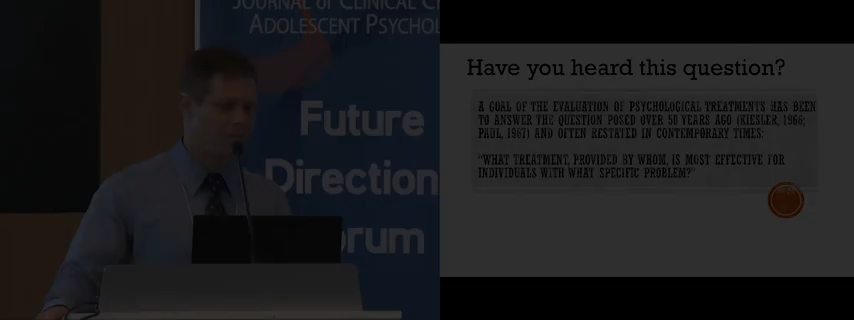 JOURNAL OF CLINICAL
ADOLESCENT PSYCHOL
Future
Direction
orum
Have you heard this question?
A GOAL OF THE EVALUATION OF PSYCHOLOGICAL TREATMENTS HAS BEEN
TO ANSWER THE QUESTION POSED OVER 50 YEARS AGO (KIESLER, 1966;
PAUL, 1967) AND OFTEN RESTATED IN CONTEMPORARY TIMES:
"WHAT TREATMENT, PROVIDED BY WHOM, IS MOST EFFECTIVE FOR
INDIVIDUALS WITH WHAT SPECIFIC PROBLEM?"